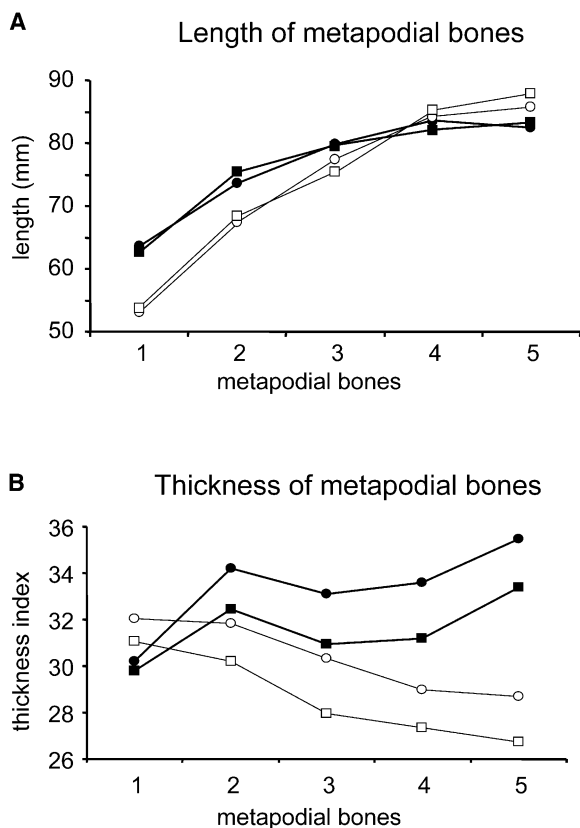 A
Length of metapodial bones
90
80
70
60
50
length (mm)
1 2 3 4 5
metapodial bones
B
Thickness of metapodial bones
36
34
32
30
28
26
thickness index
1 2 3 4 5
metapodial bones